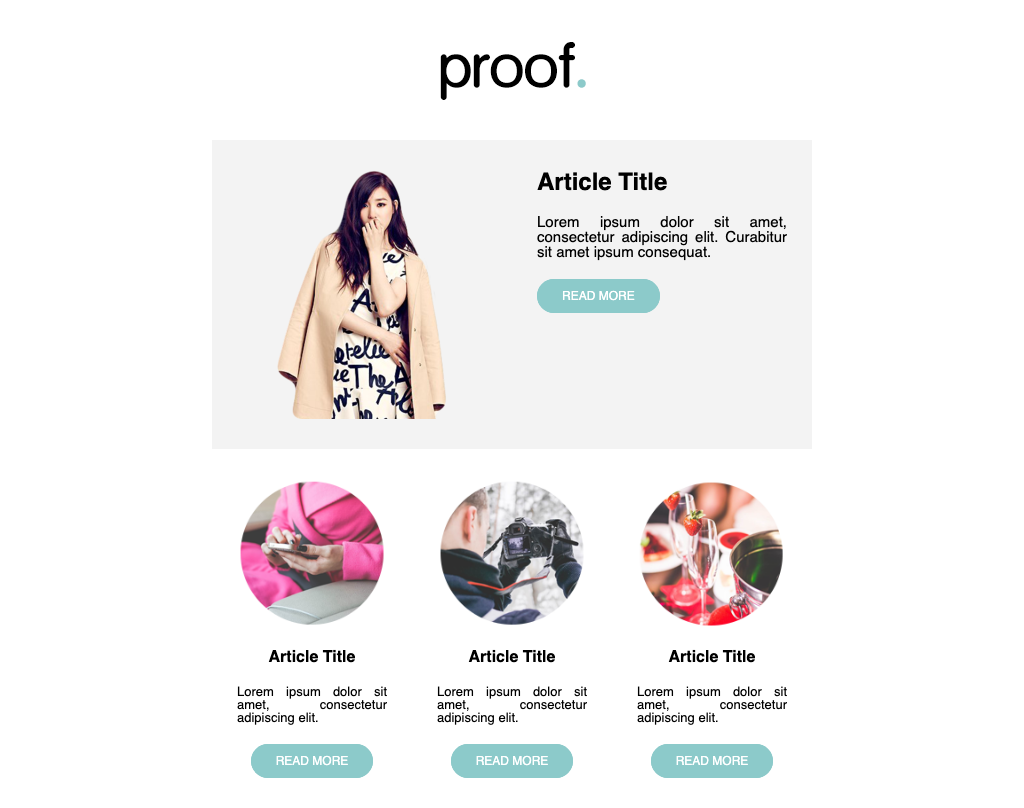 proof.
Article Title
Lorem ipsum dolor sit amet,
consectetur adipiscing elit. Curabitur
sit amet ipsum consequat.
READ MORE
Article Title
Lorem ipsum dolor sit
amet, consectetur
adipiscing elit.
READ MORE
Article Title
Lorem ipsum dolor sit
amet, consectetur
adipiscing elit.
READ MORE
Article Title
Lorem ipsum dolor sit
amet, consectetur
adipiscing elit.
READ MORE